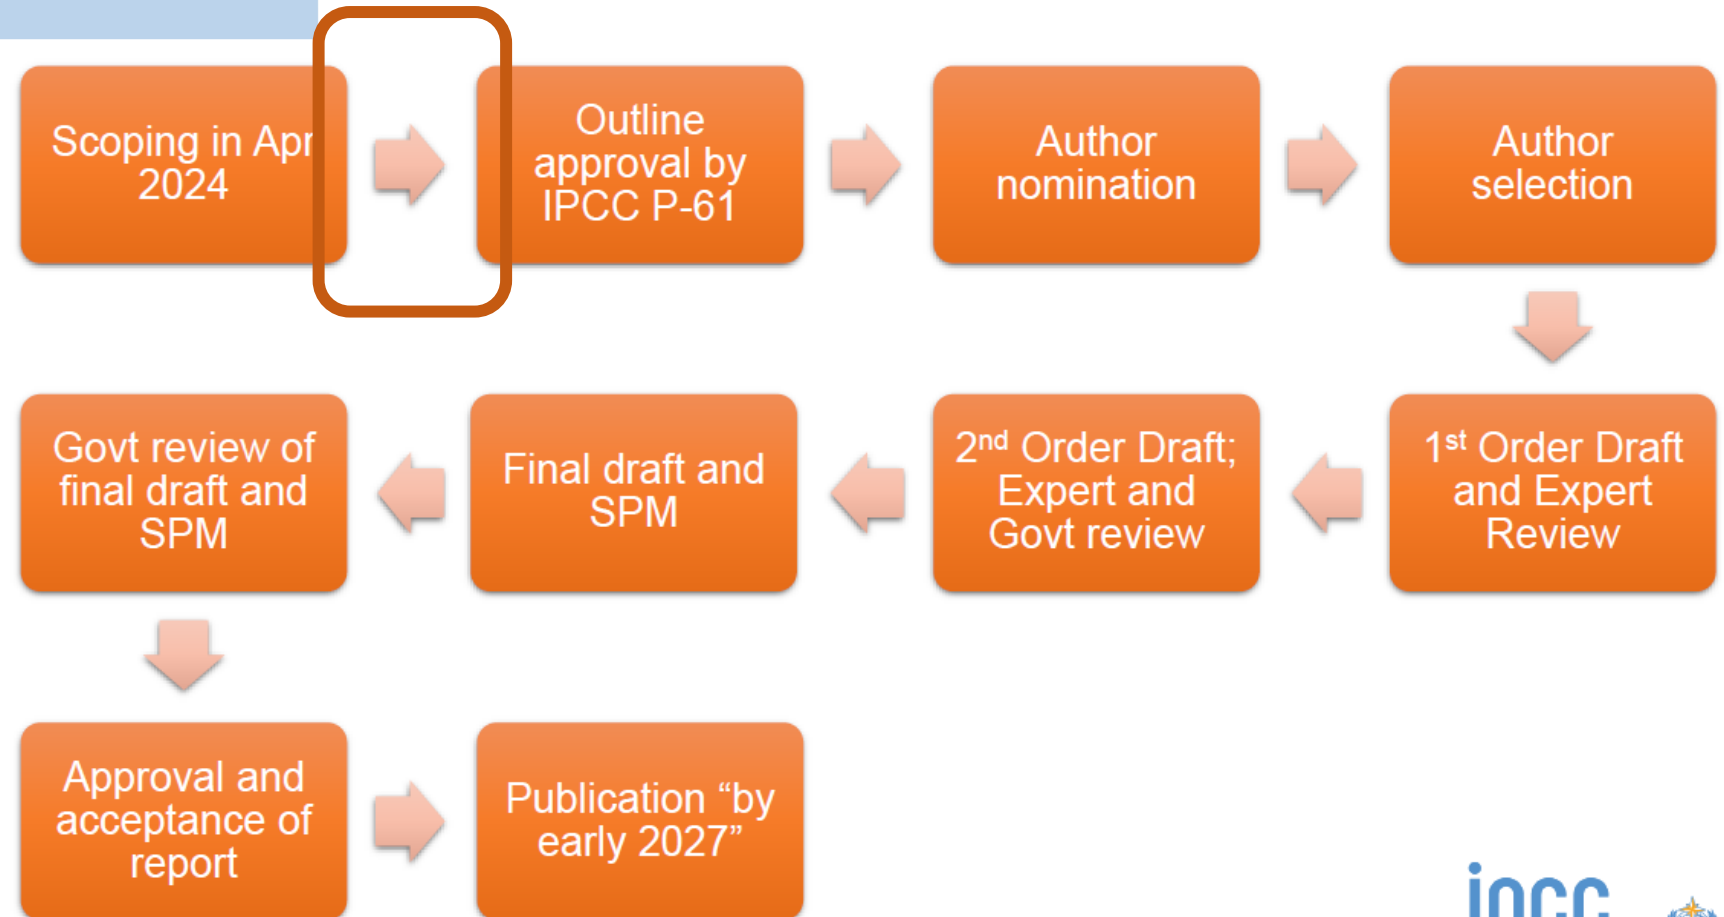 Scoping in Apr
2024
Outline
approval by
IPCC P-61
Author
nomination
Author
selection
1st Order Draft
and Expert
Review
2nd Order Draft;
Expert and
Govt review
Final draft and
SPM
Govt review of
final draft and
SPM
Approval and
acceptance of
report
Publication “by
early 2027”
ipcc